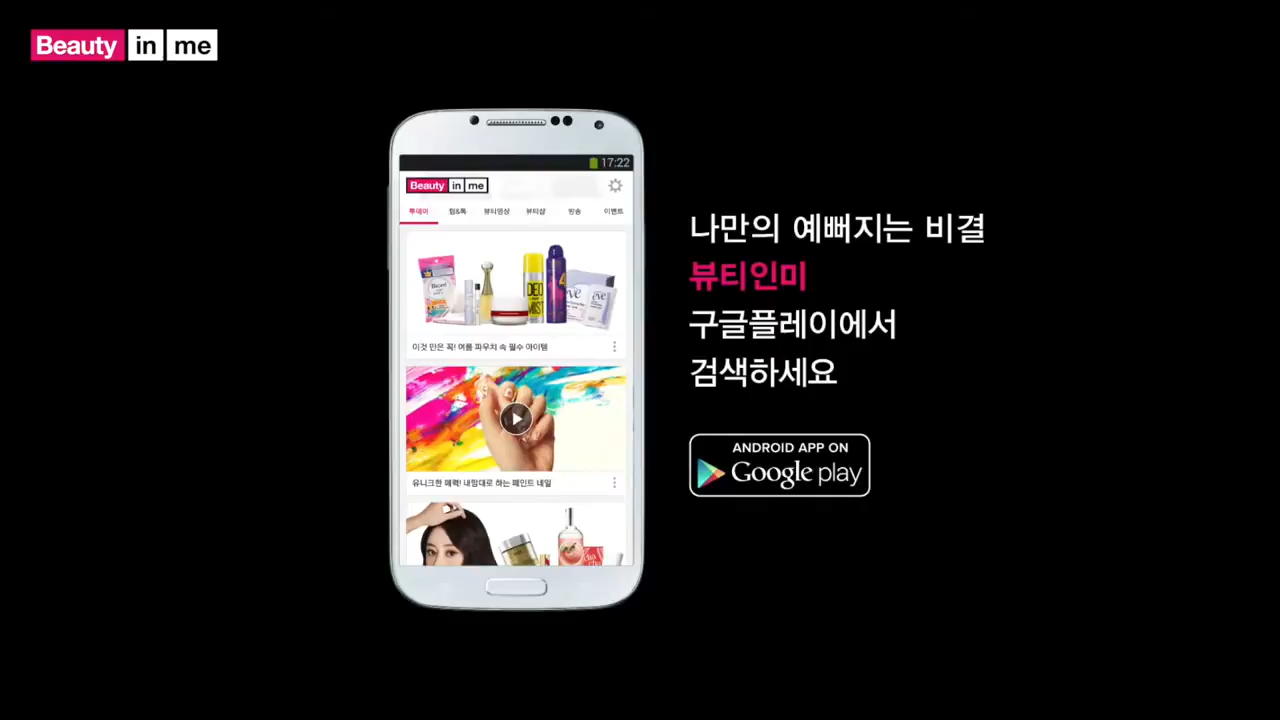 Beauty in me
17:22
Beauty in me
투데이 팁&톡 뷰티영상 뷰티샵 방송 이벤트
Bioré
DEO
MIST
eve
이것 만은 꼭! 여름 파우치 속 필수 아이템
유니크한 매력! 내맘대로 하는 페인트 네일
나만의 예뻐지는 비결
뷰티인미
구글플레이에서
검색하세요
ANDROID APP ON
Google play